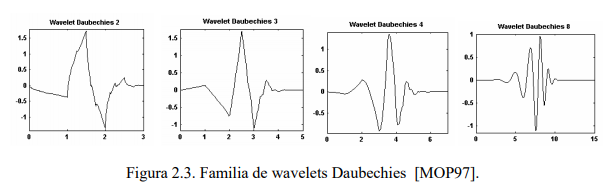 Wavelet Daubechies 2
1.5
1
0.5
0
-0.5
-1
0 1 2 3
Wavelet Daubechies 3
1.5
1
0.5
0
-0.5
-1
0 1 2 3 4 5
Wavelet Daubechies 4
1
0.5
0
-0.5
-1
0 2 4 6
Wavelet Daubechies 8
1
0.5
0
-0.5
-1
0 5 10 15
Figura 2.3. Familia de wavelets Daubechies [MOP97].